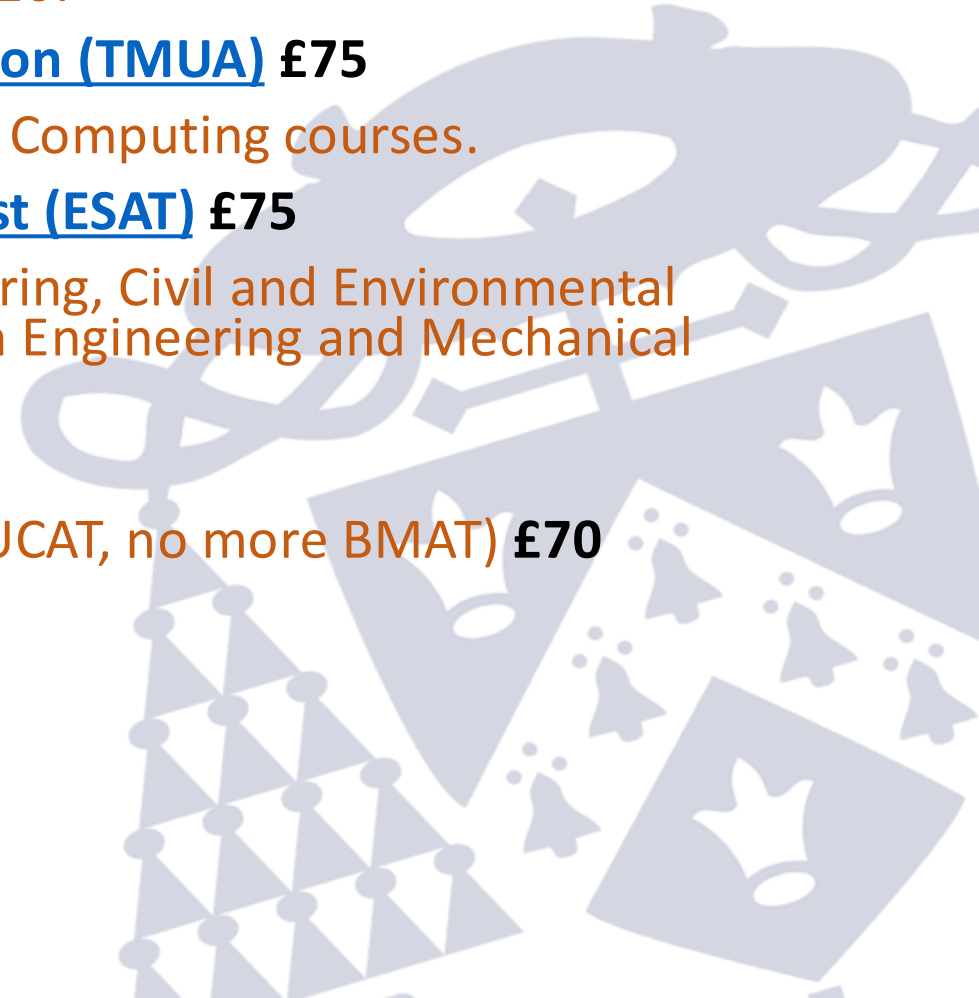 on (TMUA) £75
Computing courses.
st (ESAT) £75
ring, Civil and Environmental
Engineering and Mechanical
UCAT, no more BMAT) £70